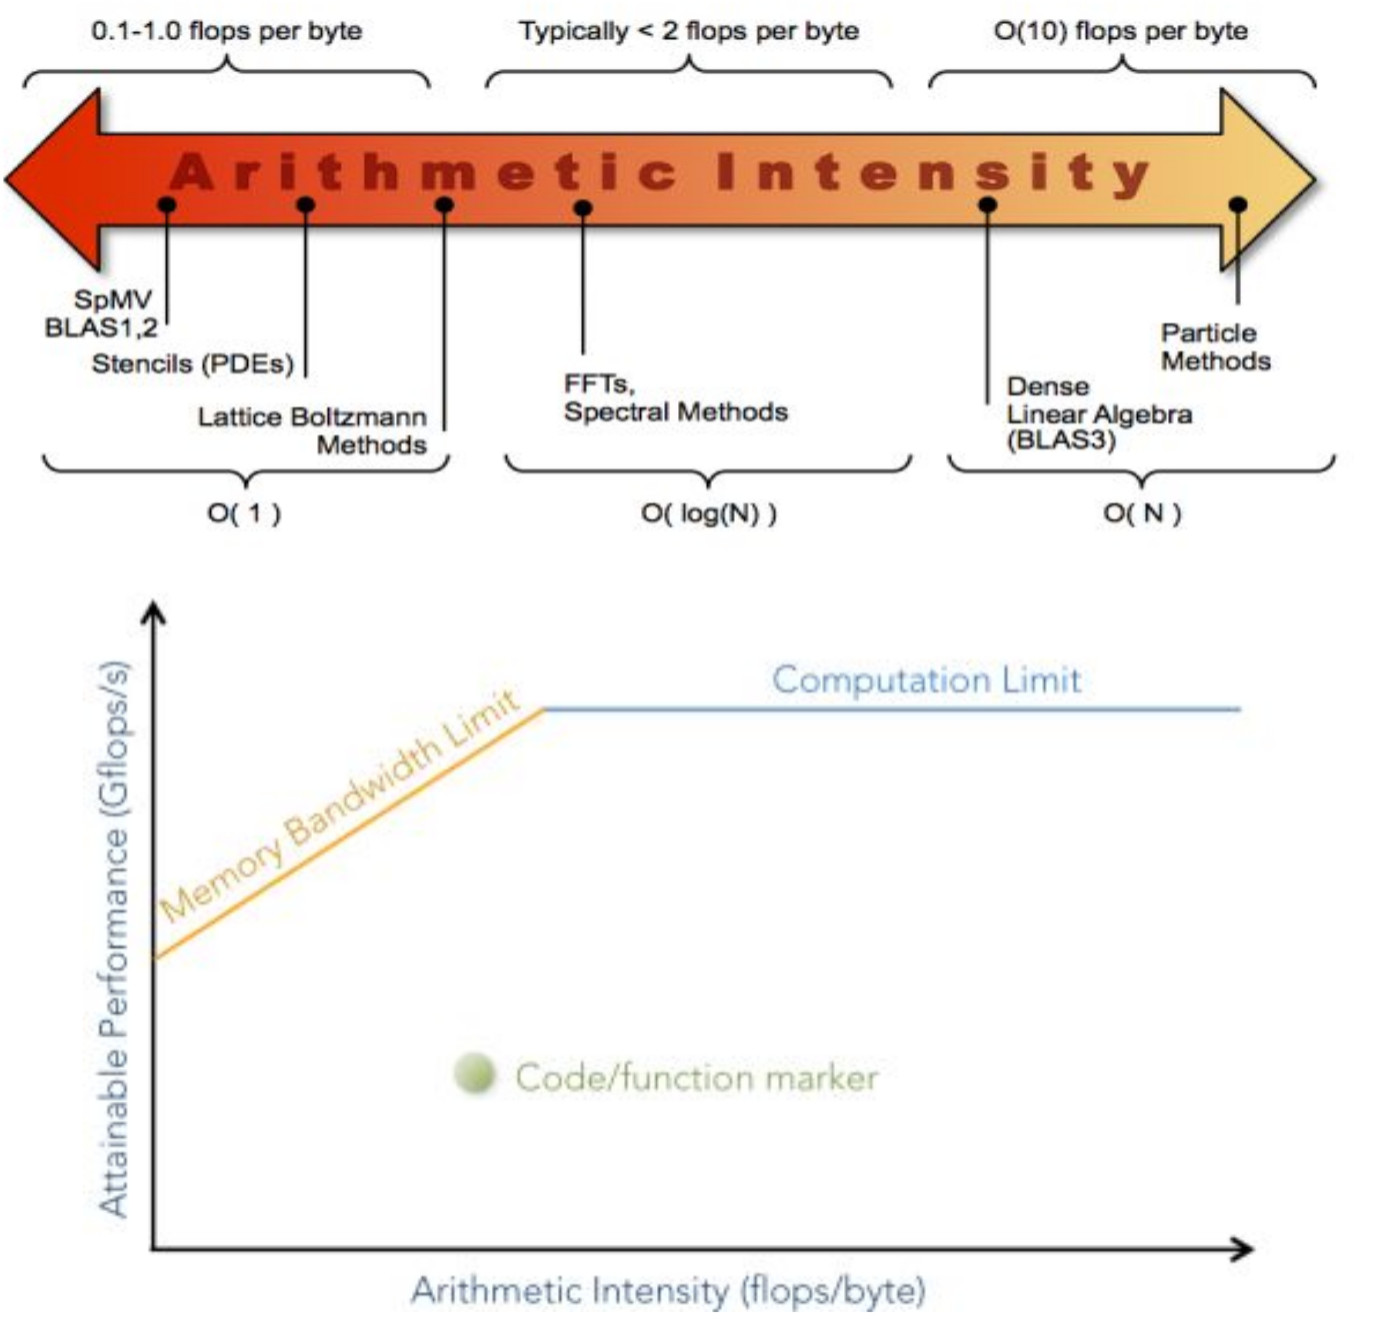 0.1-1.0 flops per byte
Typically < 2 flops per byte
O(10) flops per byte
Arithmetic Intensity
SpMV
BLAS1,2
Stencils (PDEs)
Lattice Boltzmann
Methods
FFTs,
Spectral Methods
Dense
Linear Algebra
(BLAS3)
Particle
Methods
O( 1 )
O( log(N) )
O( N )
Attainable Performance (Gflops/s)
Memory Bandwidth Limit
Computation Limit
Code/function marker
Arithmetic Intensity (flops/byte)